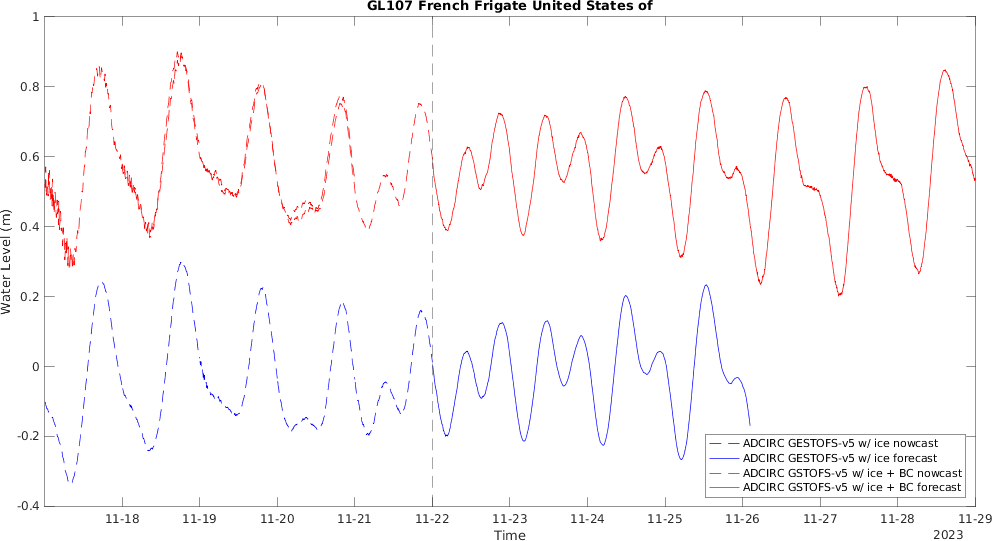 GL107 French Frigate United States of
Water Level (m)
1
0.8
0.6
0.4
0.2
0
-0.2
-0.4
ADCIRC GESTOFS-v5 w/ ice nowcast
ADCIRC GESTOFS-v5 w/ ice forecast
ADCIRC GSTOFS-v5 w/ ice + BC nowcast
ADCIRC GSTOFS-v5 w/ ice + BC forecast
11-18 11-19 11-20 11-21 11-22 11-23 11-24 11-25 11-26 11-27 11-28 11-29
Time
2023